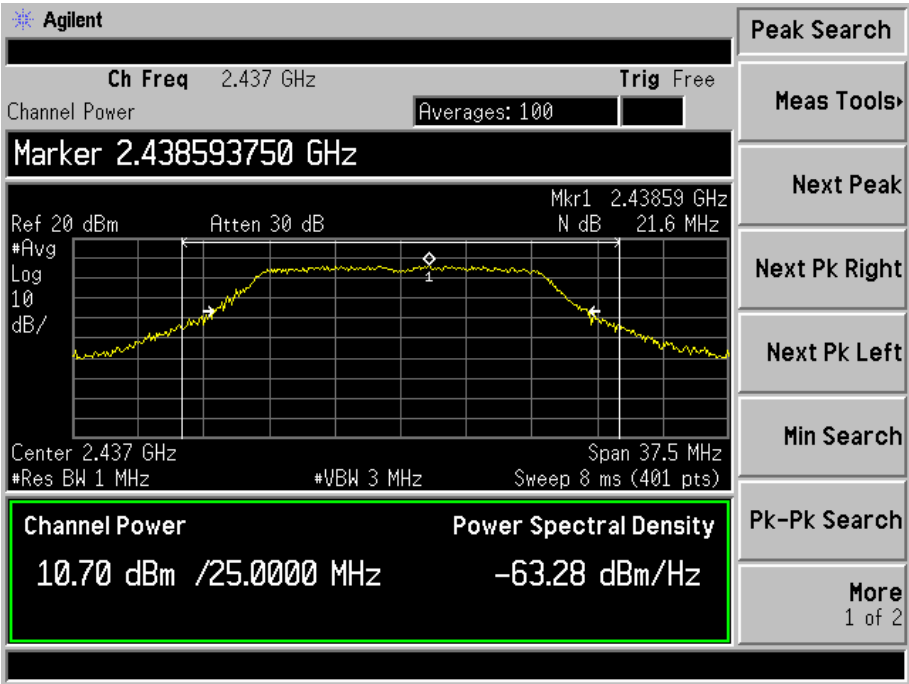 Agilent
Ch Freq 2.437 GHz Trig Free
Channel Power Averages: 100
Marker 2.438593750 GHz
Mkr1 2.43859 GHz
Ref 20 dBm Atten 30 dB N dB 21.6 MHz
#Avg
Log
10
dB/
1
Center 2.437 GHz Span 37.5 MHz
#Res BW 1 MHz #VBW 3 MHz Sweep 8 ms (401 pts)
Channel Power Power Spectral Density
10.70 dBm /25.0000 MHz -63.28 dBm/Hz
Peak Search
Meas Tools
Next Peak
Next Pk Right
Next Pk Left
Min Search
Pk-Pk Search
More
1 of 2